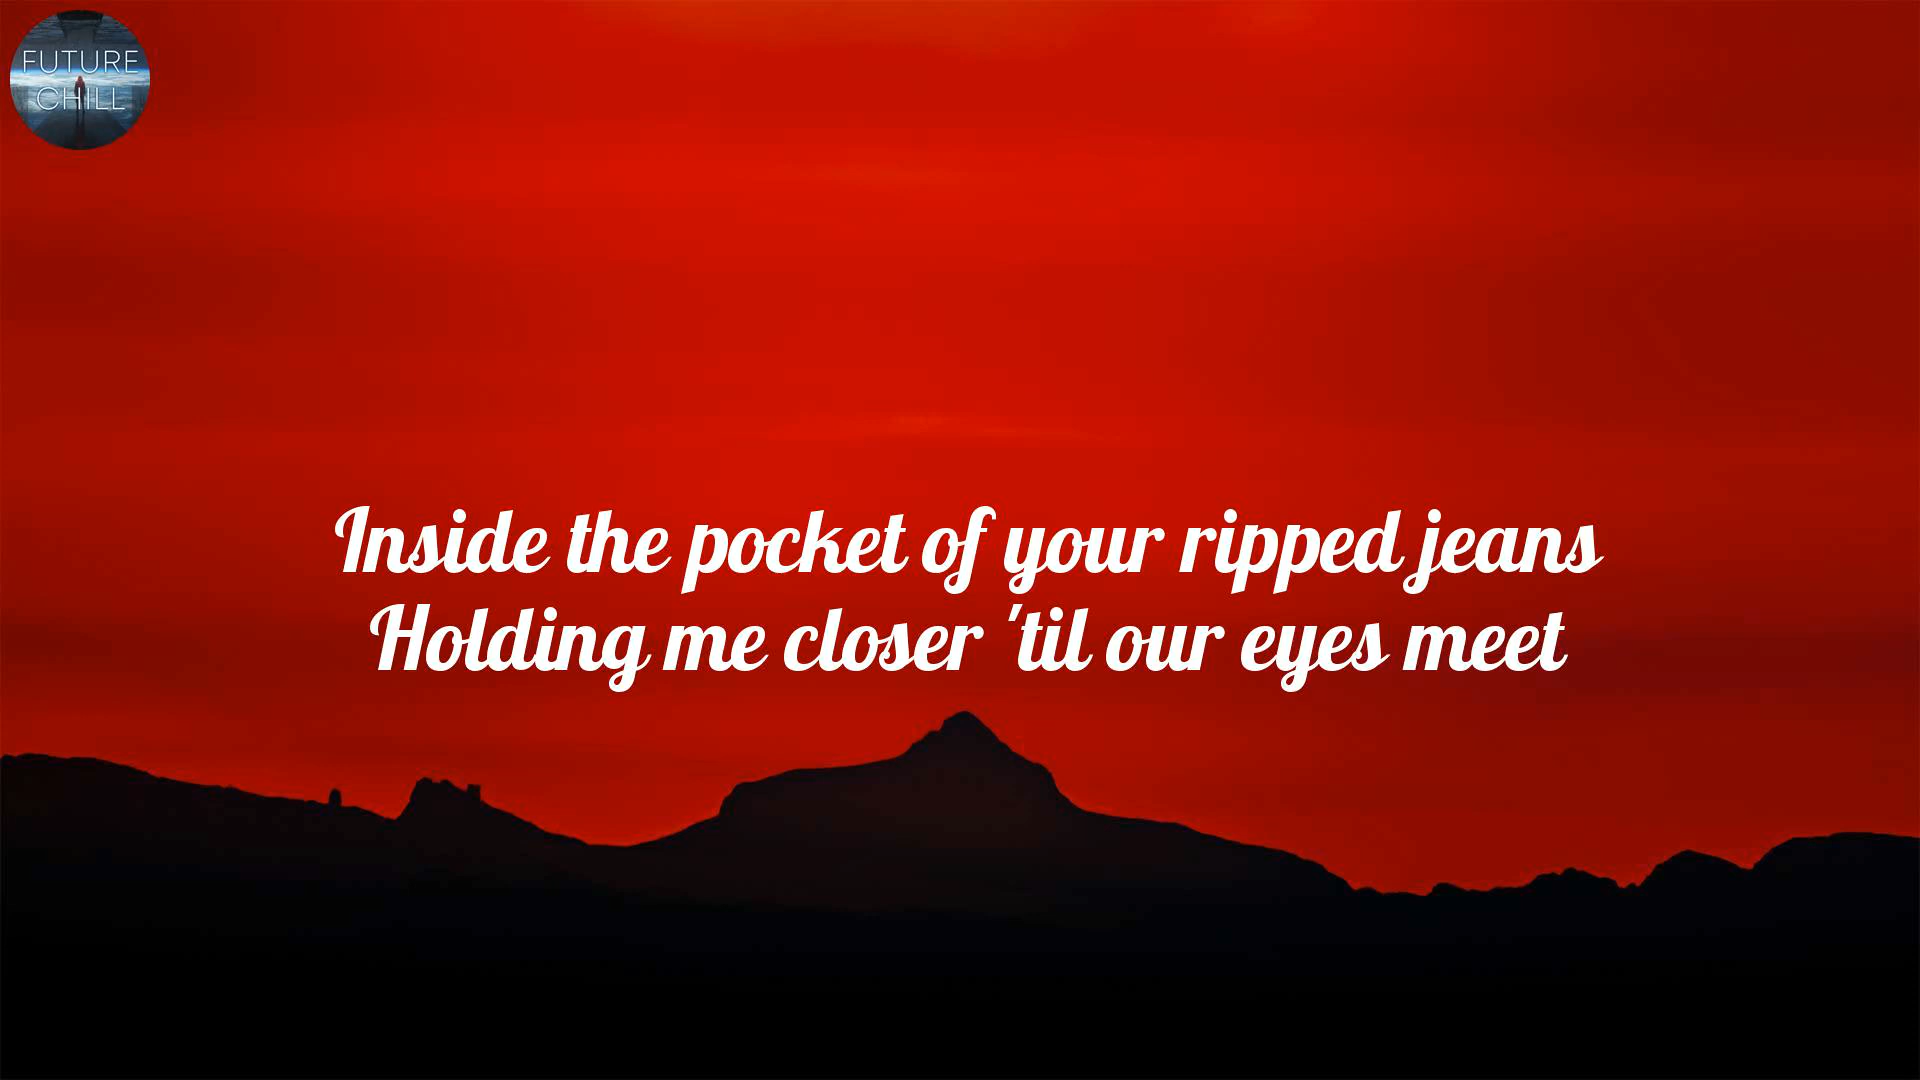 FUTURE
CHILL
Inside the pocket of your ripped jeans
Holding me closer 'til our eyes meet